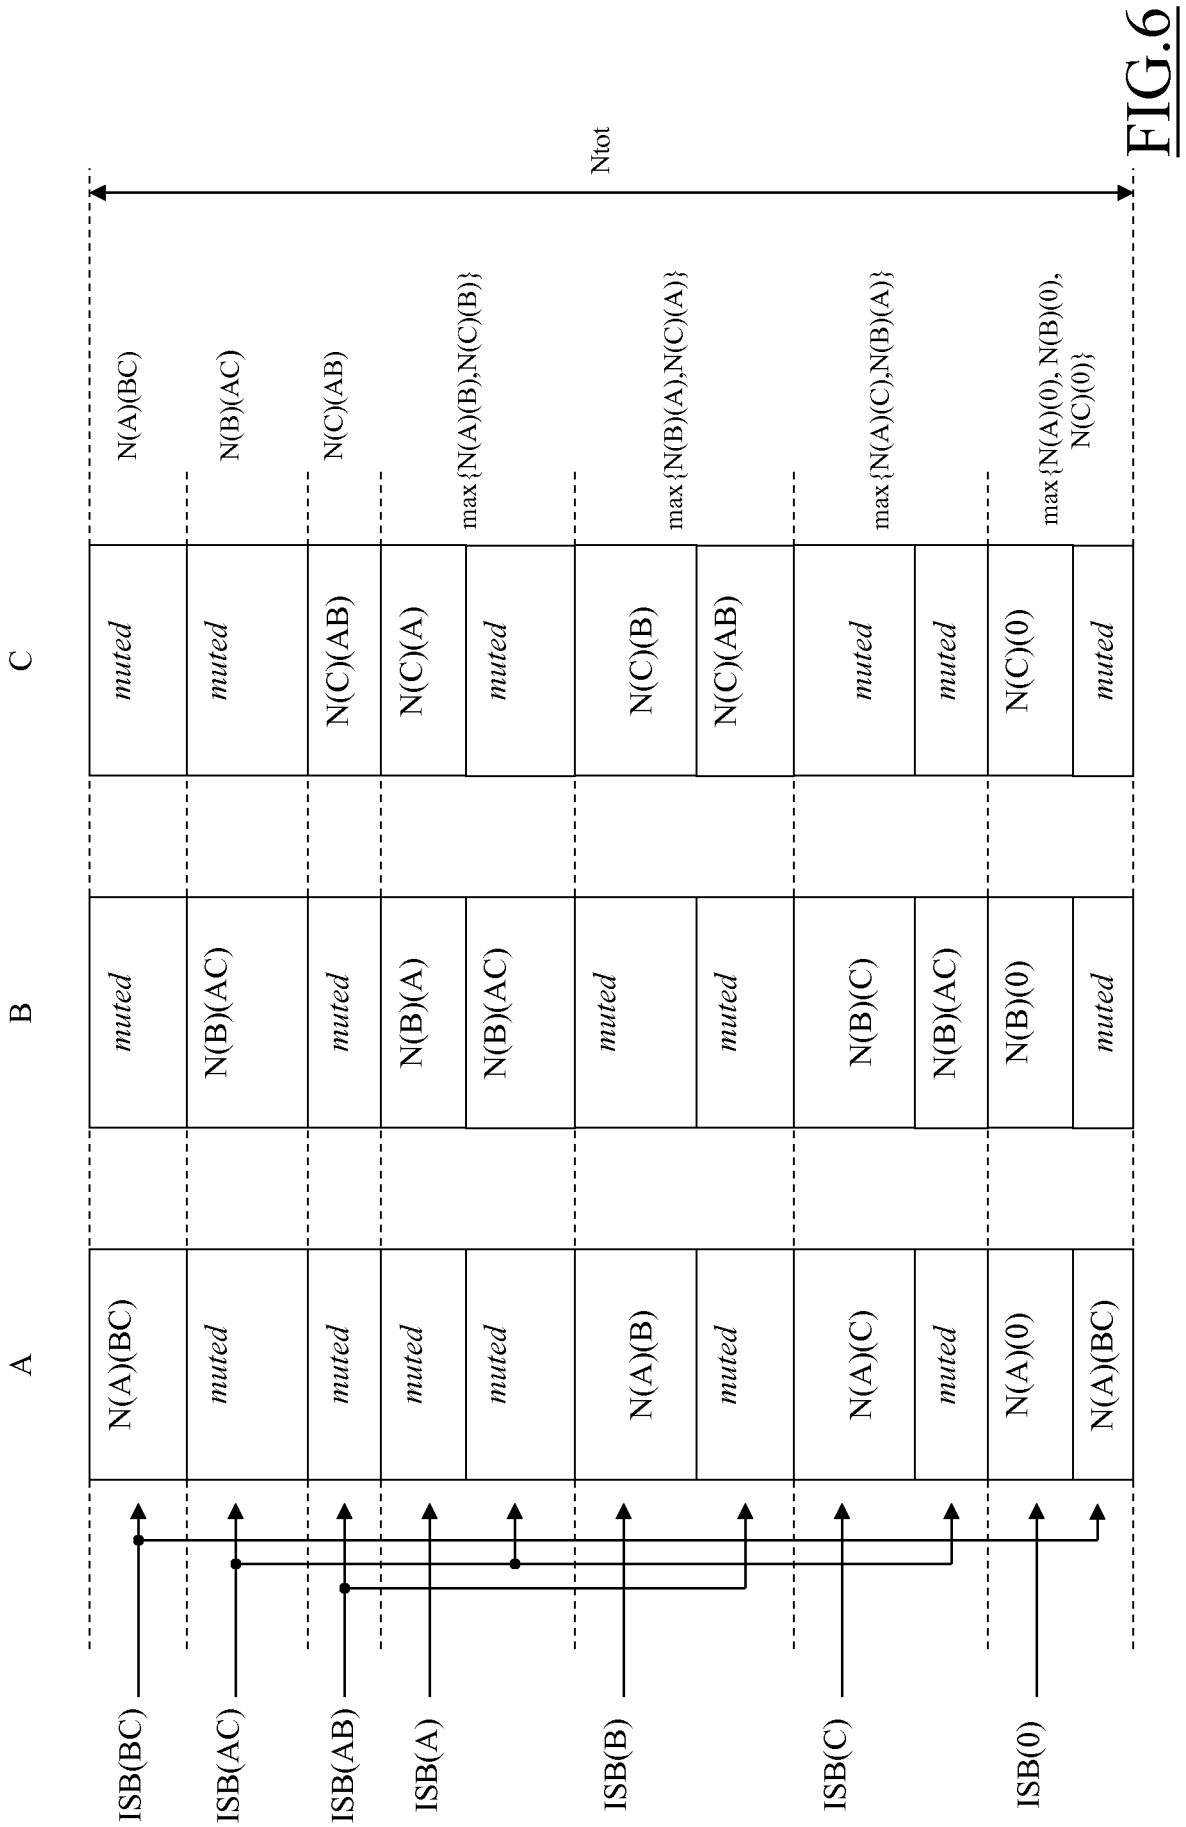 A
B
C
ISB(BC)
N(A)(BC)
muted
muted
N(A)(BC)
ISB(AC)
muted
N(B)(AC)
muted
N(B)(AC)
ISB(AB)
muted
muted
N(C)(AB)
N(C)(AB)
ISB(A)
muted
N(B)(A)
N(C)(A)
max{N(A)(B),N(C)(B)}
muted
N(B)(AC)
muted
ISB(B)
N(A)(B)
muted
N(C)(B)
max{N(B)(A),N(C)(A)}
muted
muted
N(C)(AB)
ISB(C)
N(A)(C)
N(B)(C)
muted
max{N(A)(C),N(B)(A)}
muted
N(B)(AC)
muted
ISB(0)
N(A)(0)
N(B)(0)
N(C)(0)
max{N(A)(0), N(B)(0),
N(C)(0)}
N(A)(BC)
muted
muted
Ntot
FIG.6